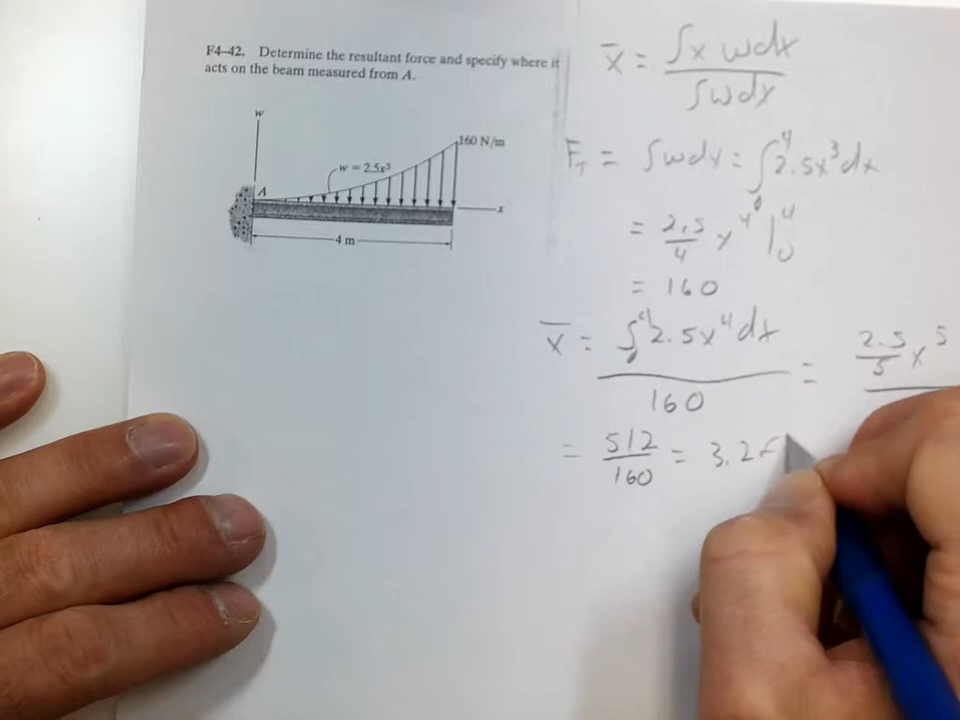 F4–42. Determine the resultant force and specify where it
acts on the beam measured from A.
w
160 N/m
w = 2.5x³
A
x
4 m
x̄ = ∫x wdx / ∫wdx
F_T = ∫wdx = ∫₀⁴ 2.5x³dx
= 2.5/4 x⁴ |₀⁴
= 160
x̄ = ∫₀⁴ 2.5x⁴dx / 160 = 2.5/5 x⁵
= 512/160 = 3.2